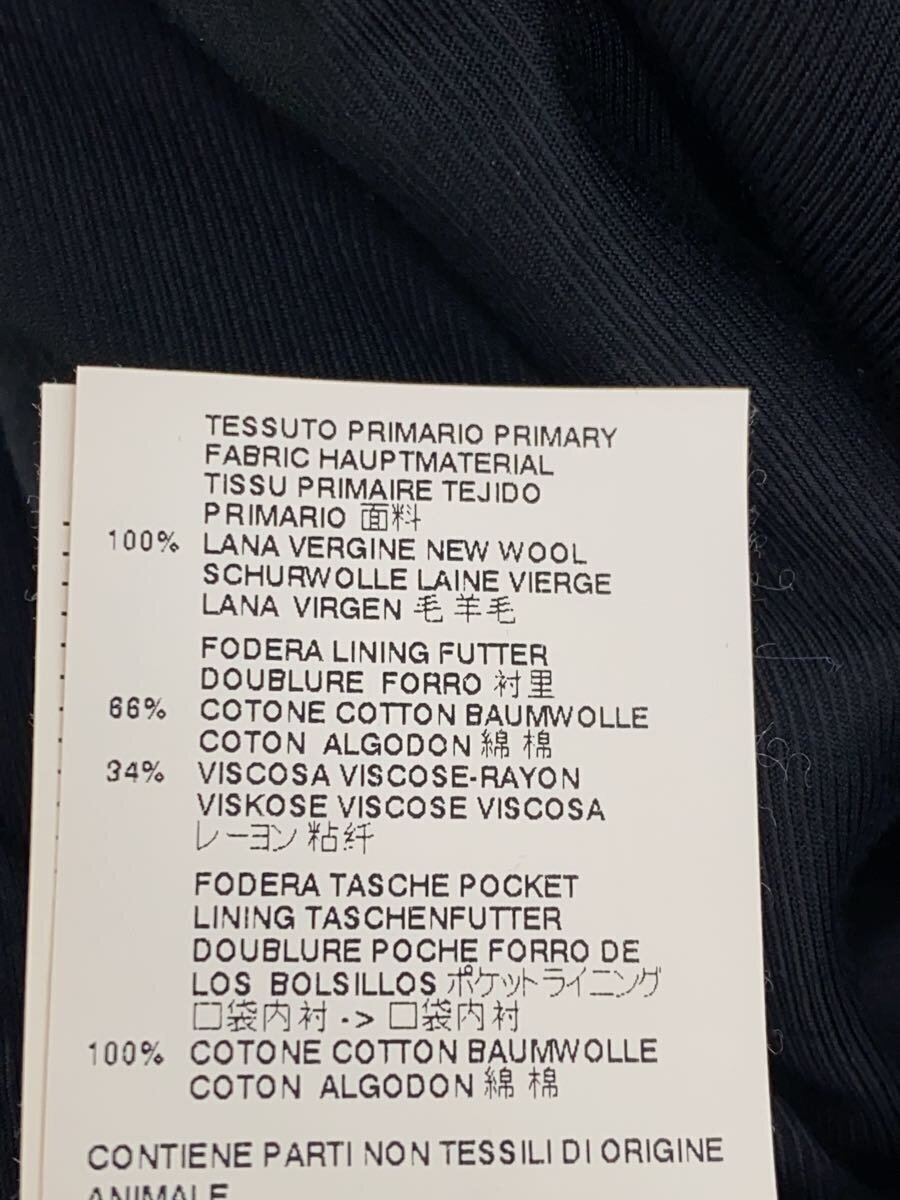 TESSUTO PRIMARIO PRIMARY
FABRIC HAUPTMATERIAL
TISSU PRIMAIRE TEJIDO
PRIMARIO 面料
100% LANA VERGINE NEW WOOL
SCHURWOLLE LAINE VIERGE
LANA VIRGEN 毛 羊毛
FODERA LINING FUTTER
DOUBLURE FORRO 衬里
66% COTONE COTTON BAUMWOLLE
COTON ALGODON 綿 棉
34% VISCOSA VISCOSE-RAYON
VISKOSE VISCOSE VISCOSA
レーヨン 粘纤
FODERA TASCHE POCKET
LINING TASCHENFUTTER
DOUBLURE POCHE FORRO DE
LOS BOLSILLOS ポケットライニング
口袋内衬 -> 口袋内衬
100% COTONE COTTON BAUMWOLLE
COTON ALGODON 綿 棉
CONTIENE PARTI NON TESSILI DI ORIGINE
ANIMALE